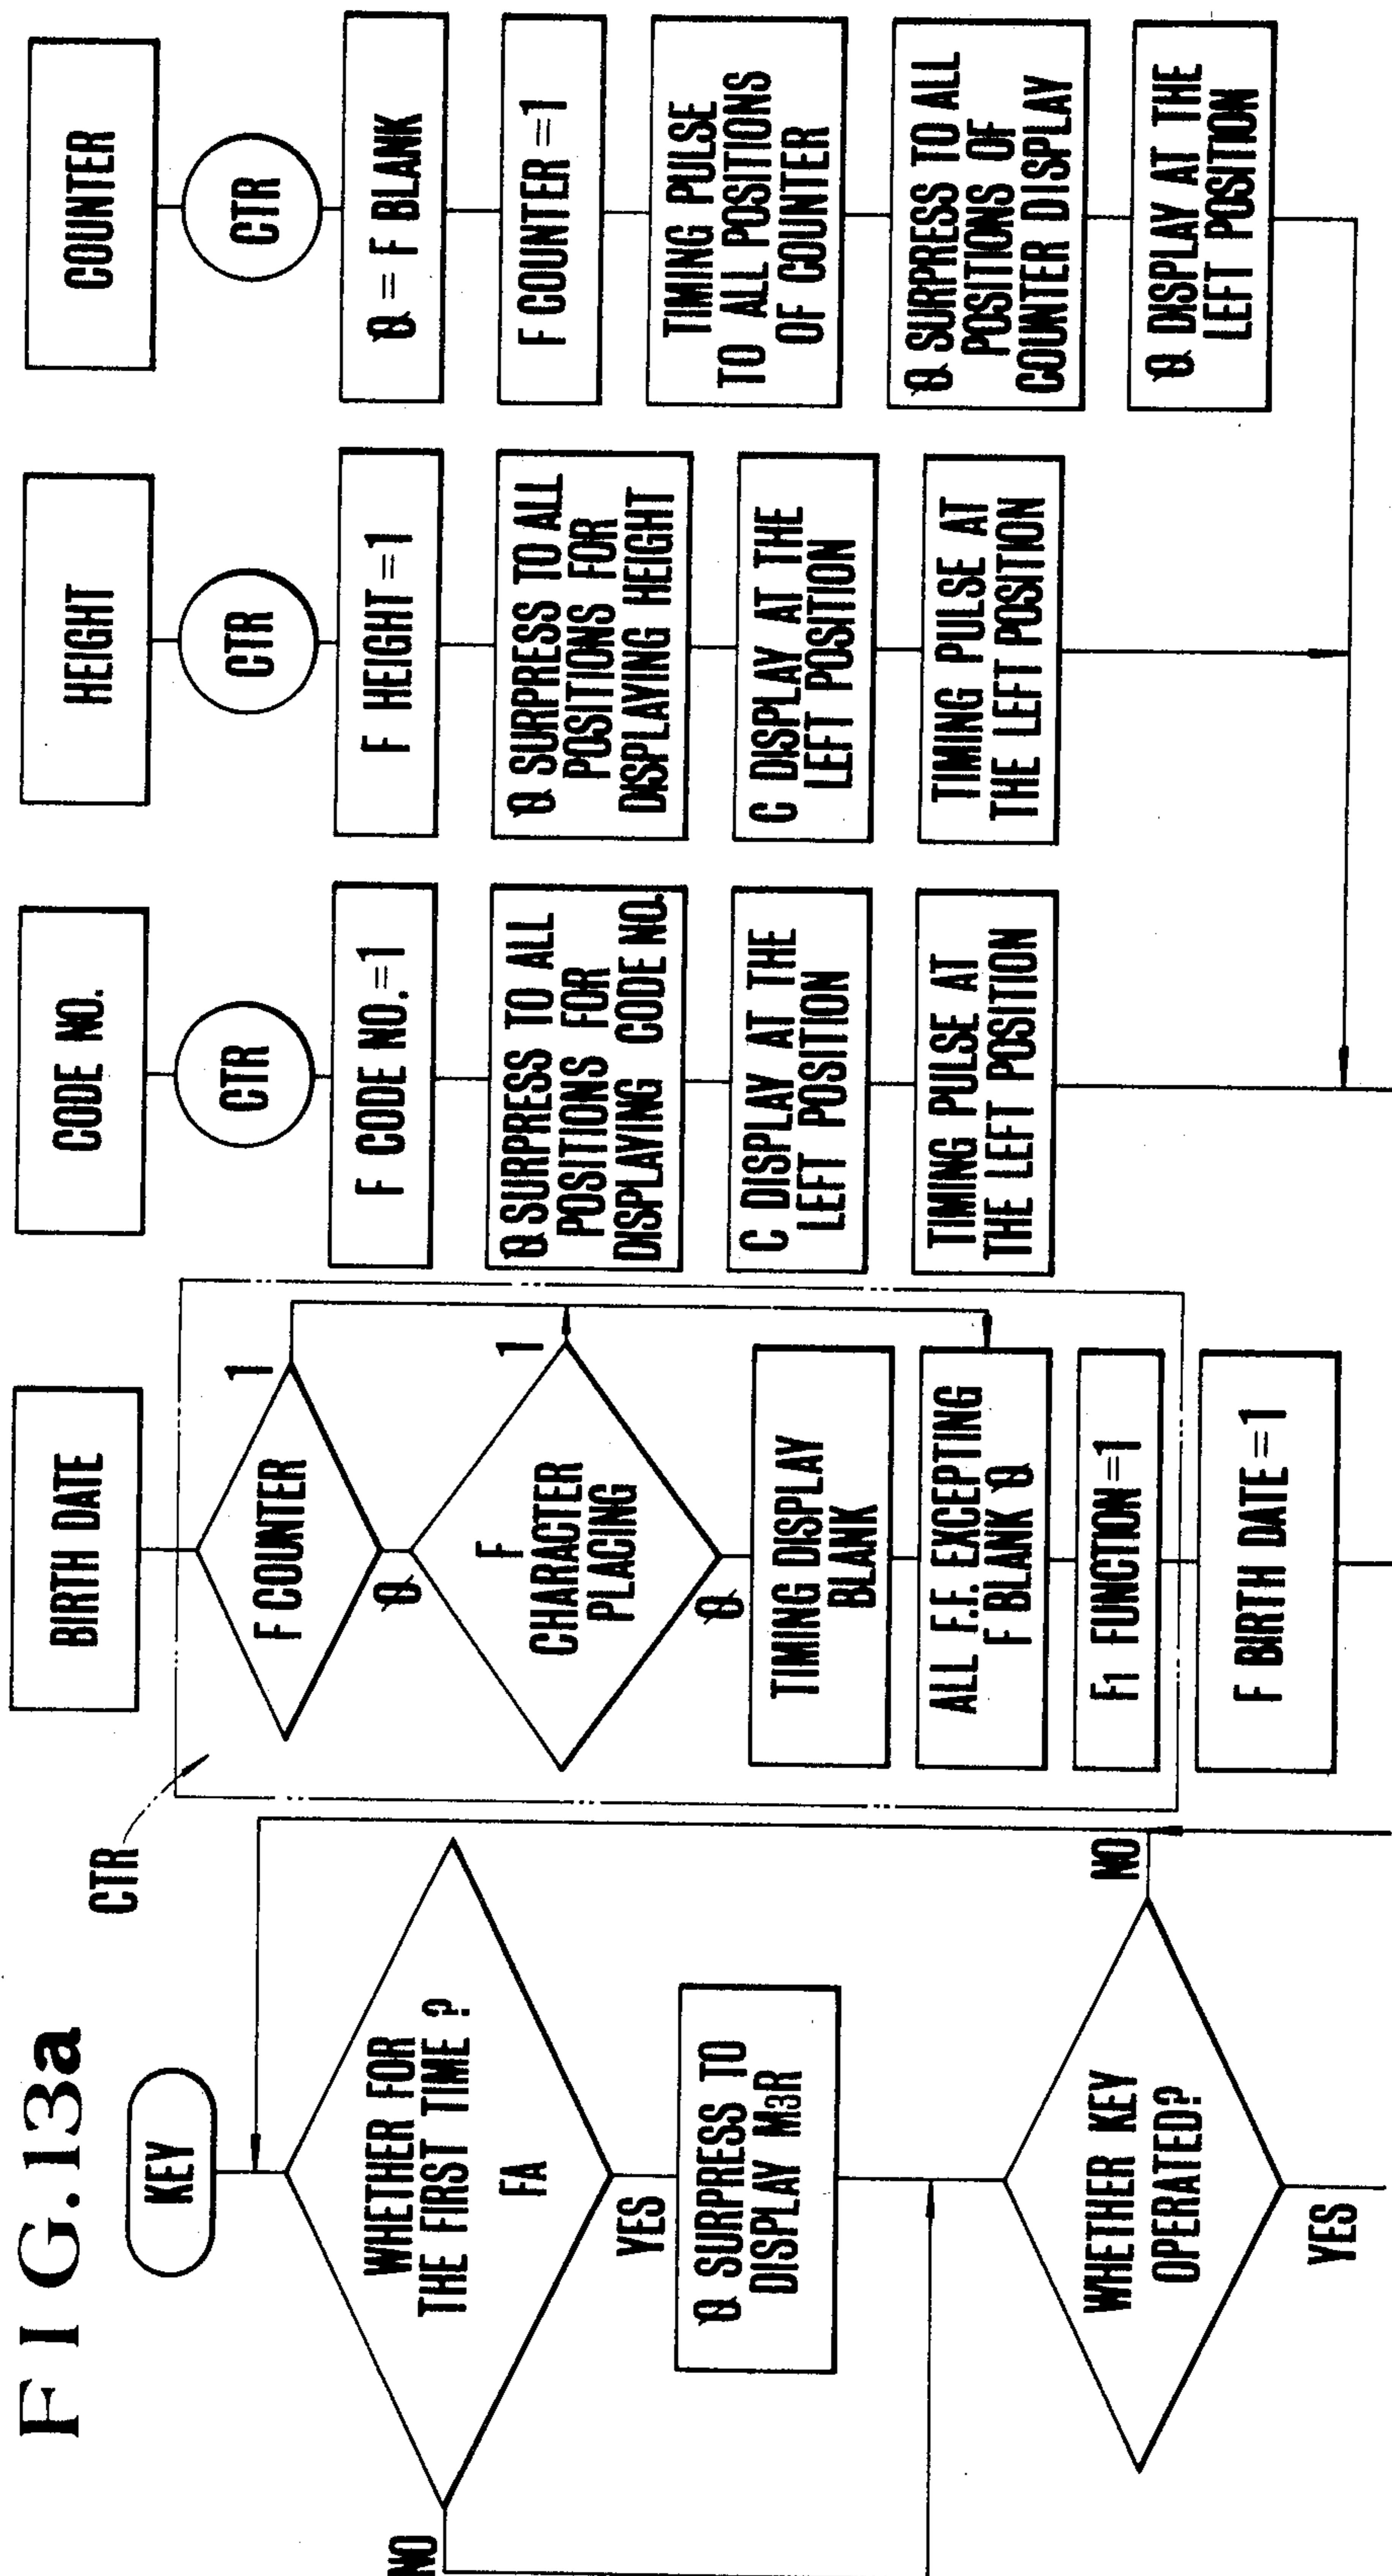 FIG.13a
KEY
WHETHER FOR
THE FIRST TIME ?
FA
NO
YES
0̸ SURPRESS TO
DISPLAY M3R
WHETHER KEY
OPERATED?
NO
YES
CTR
BIRTH DATE
F COUNTER
1
0̸
F
CHARACTER
PLACING
1
0̸
TIMING DISPLAY
BLANK
ALL F.F. EXCEPTING
F BLANK 0̸
F1 FUNCTION=1
F BIRTH DATE=1
CODE NO.
CTR
F CODE NO.=1
0̸ SURPRESS TO ALL
POSITIONS FOR
DISPLAYING CODE NO.
C DISPLAY AT THE
LEFT POSITION
TIMING PULSE AT
THE LEFT POSITION
HEIGHT
CTR
F HEIGHT=1
0̸ SURPRESS TO ALL
POSITIONS FOR
DISPLAYING HEIGHT
C DISPLAY AT THE
LEFT POSITION
TIMING PULSE AT
THE LEFT POSITION
COUNTER
CTR
0̸ = F BLANK
F COUNTER =1
TIMING PULSE
TO ALL POSITIONS
OF COUNTER
0̸ SURPRESS TO ALL
POSITIONS OF
COUNTER DISPLAY
0̸ DISPLAY AT THE
LEFT POSITION